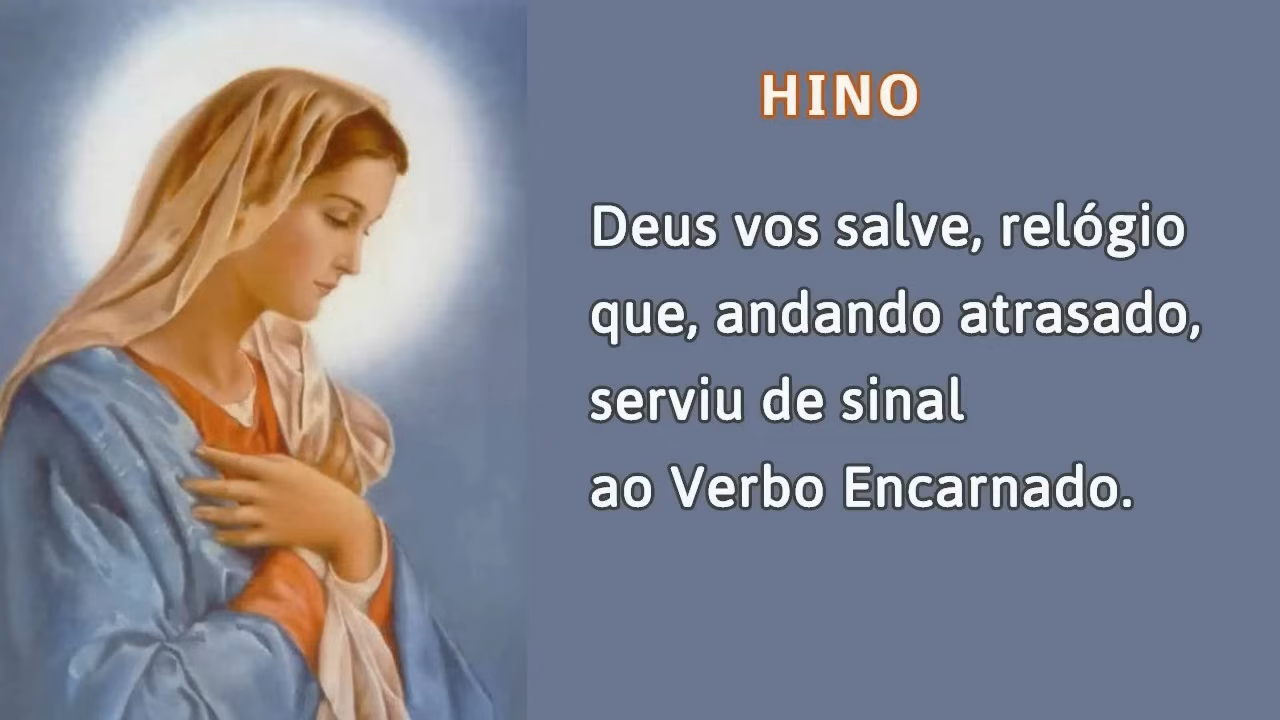 HINO
Deus vos salve, relógio
que, andando atrasado,
serviu de sinal
ao Verbo Encarnado.